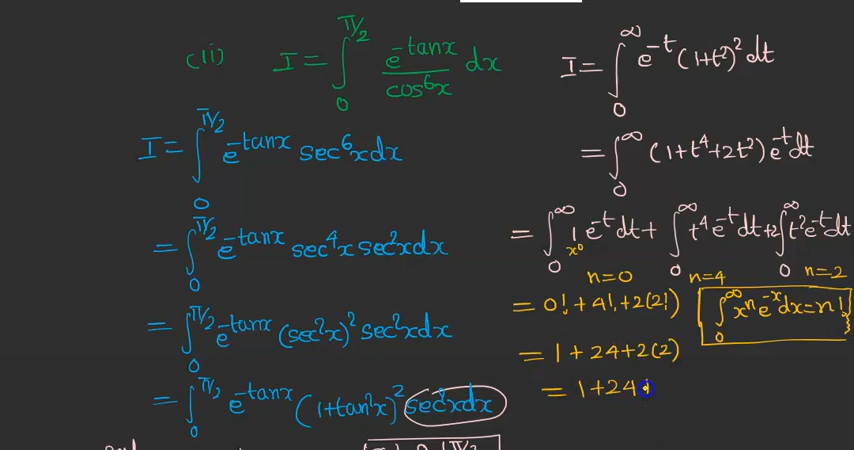 (ii) I = ∫₀^{π/2} e^{-tanx}/cos⁶x dx
I = ∫₀^{π/2} e^{-tanx} sec⁶x dx
= ∫₀^{π/2} e^{-tanx} sec⁴x sec²x dx
= ∫₀^{π/2} e^{-tanx} (sec²x)² sec²x dx
= ∫₀^{π/2} e^{-tanx} (1+tan²x)² sec²x dx
I = ∫₀^∞ e^{-t} (1+t²)² dt
= ∫₀^∞ (1+t⁴+2t²) e^{-t} dt
= ∫₀^∞ 1 e^{-t} dt + ∫₀^∞ t⁴ e^{-t} dt + 2∫₀^∞ t² e^{-t} dt
x⁰
n=0 n=4 n=2
= 0! + 4! + 2(2!)
∫₀^∞ xⁿ e^{-x} dx = n!
= 1 + 24 + 2(2)
= 1+24